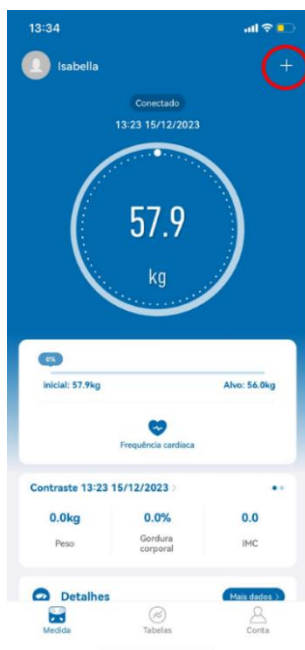 13:34
Isabella
Conectado
13:23 15/12/2023
57.9
kg
0%
inicial: 57.9kg
Alvo: 56.0kg
Frequência cardíaca
Contraste 13:23 15/12/2023 >
0.0kg
0.0%
0.0
Peso
Gordura
corporal
IMC
Detalhes
Mais dados >
Medida
Tabelas
Conta